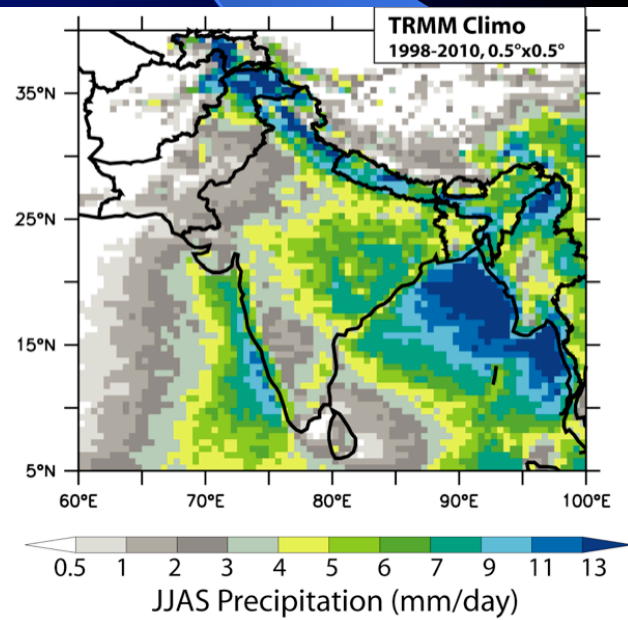 TRMM Climo
1998-2010, 0.5°x0.5°
35°N
25°N
15°N
5°N
60°E 70°E 80°E 90°E 100°E
0.5 1 2 3 4 5 6 7 9 11 13
JJAS Precipitation (mm/day)